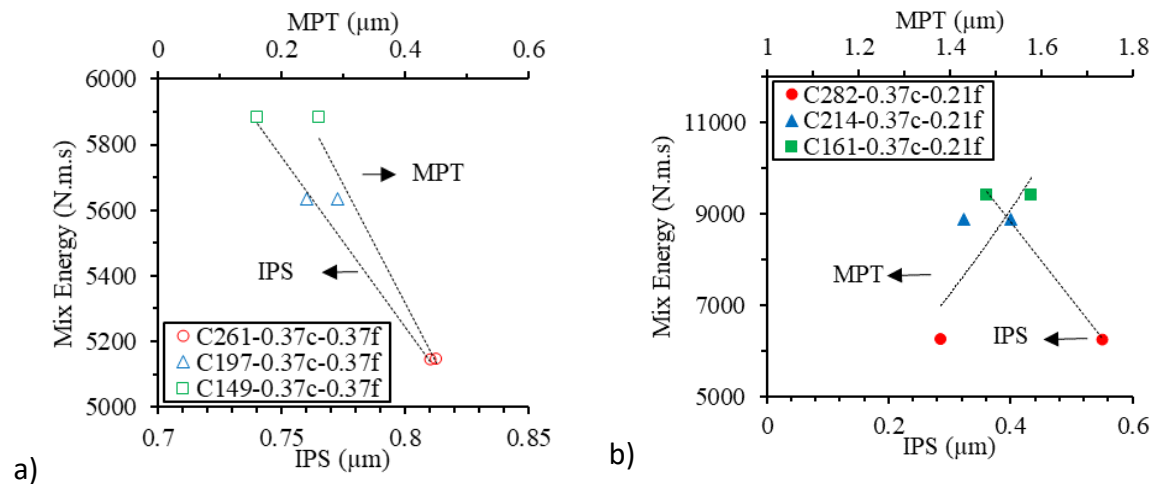 MPT (µm)
0 0.2 0.4 0.6
6000
5800
5600
5400
5200
5000
Mix Energy (N.m.s)
MPT
IPS
C261-0.37c-0.37f
C197-0.37c-0.37f
C149-0.37c-0.37f
0.7 0.75 0.8 0.85
IPS (µm)
a)
MPT (µm)
1 1.2 1.4 1.6 1.8
C282-0.37c-0.21f
C214-0.37c-0.21f
C161-0.37c-0.21f
11000
9000
7000
5000
Mix Energy (N.m.s)
MPT
IPS
0 0.2 0.4 0.6
IPS (µm)
b)